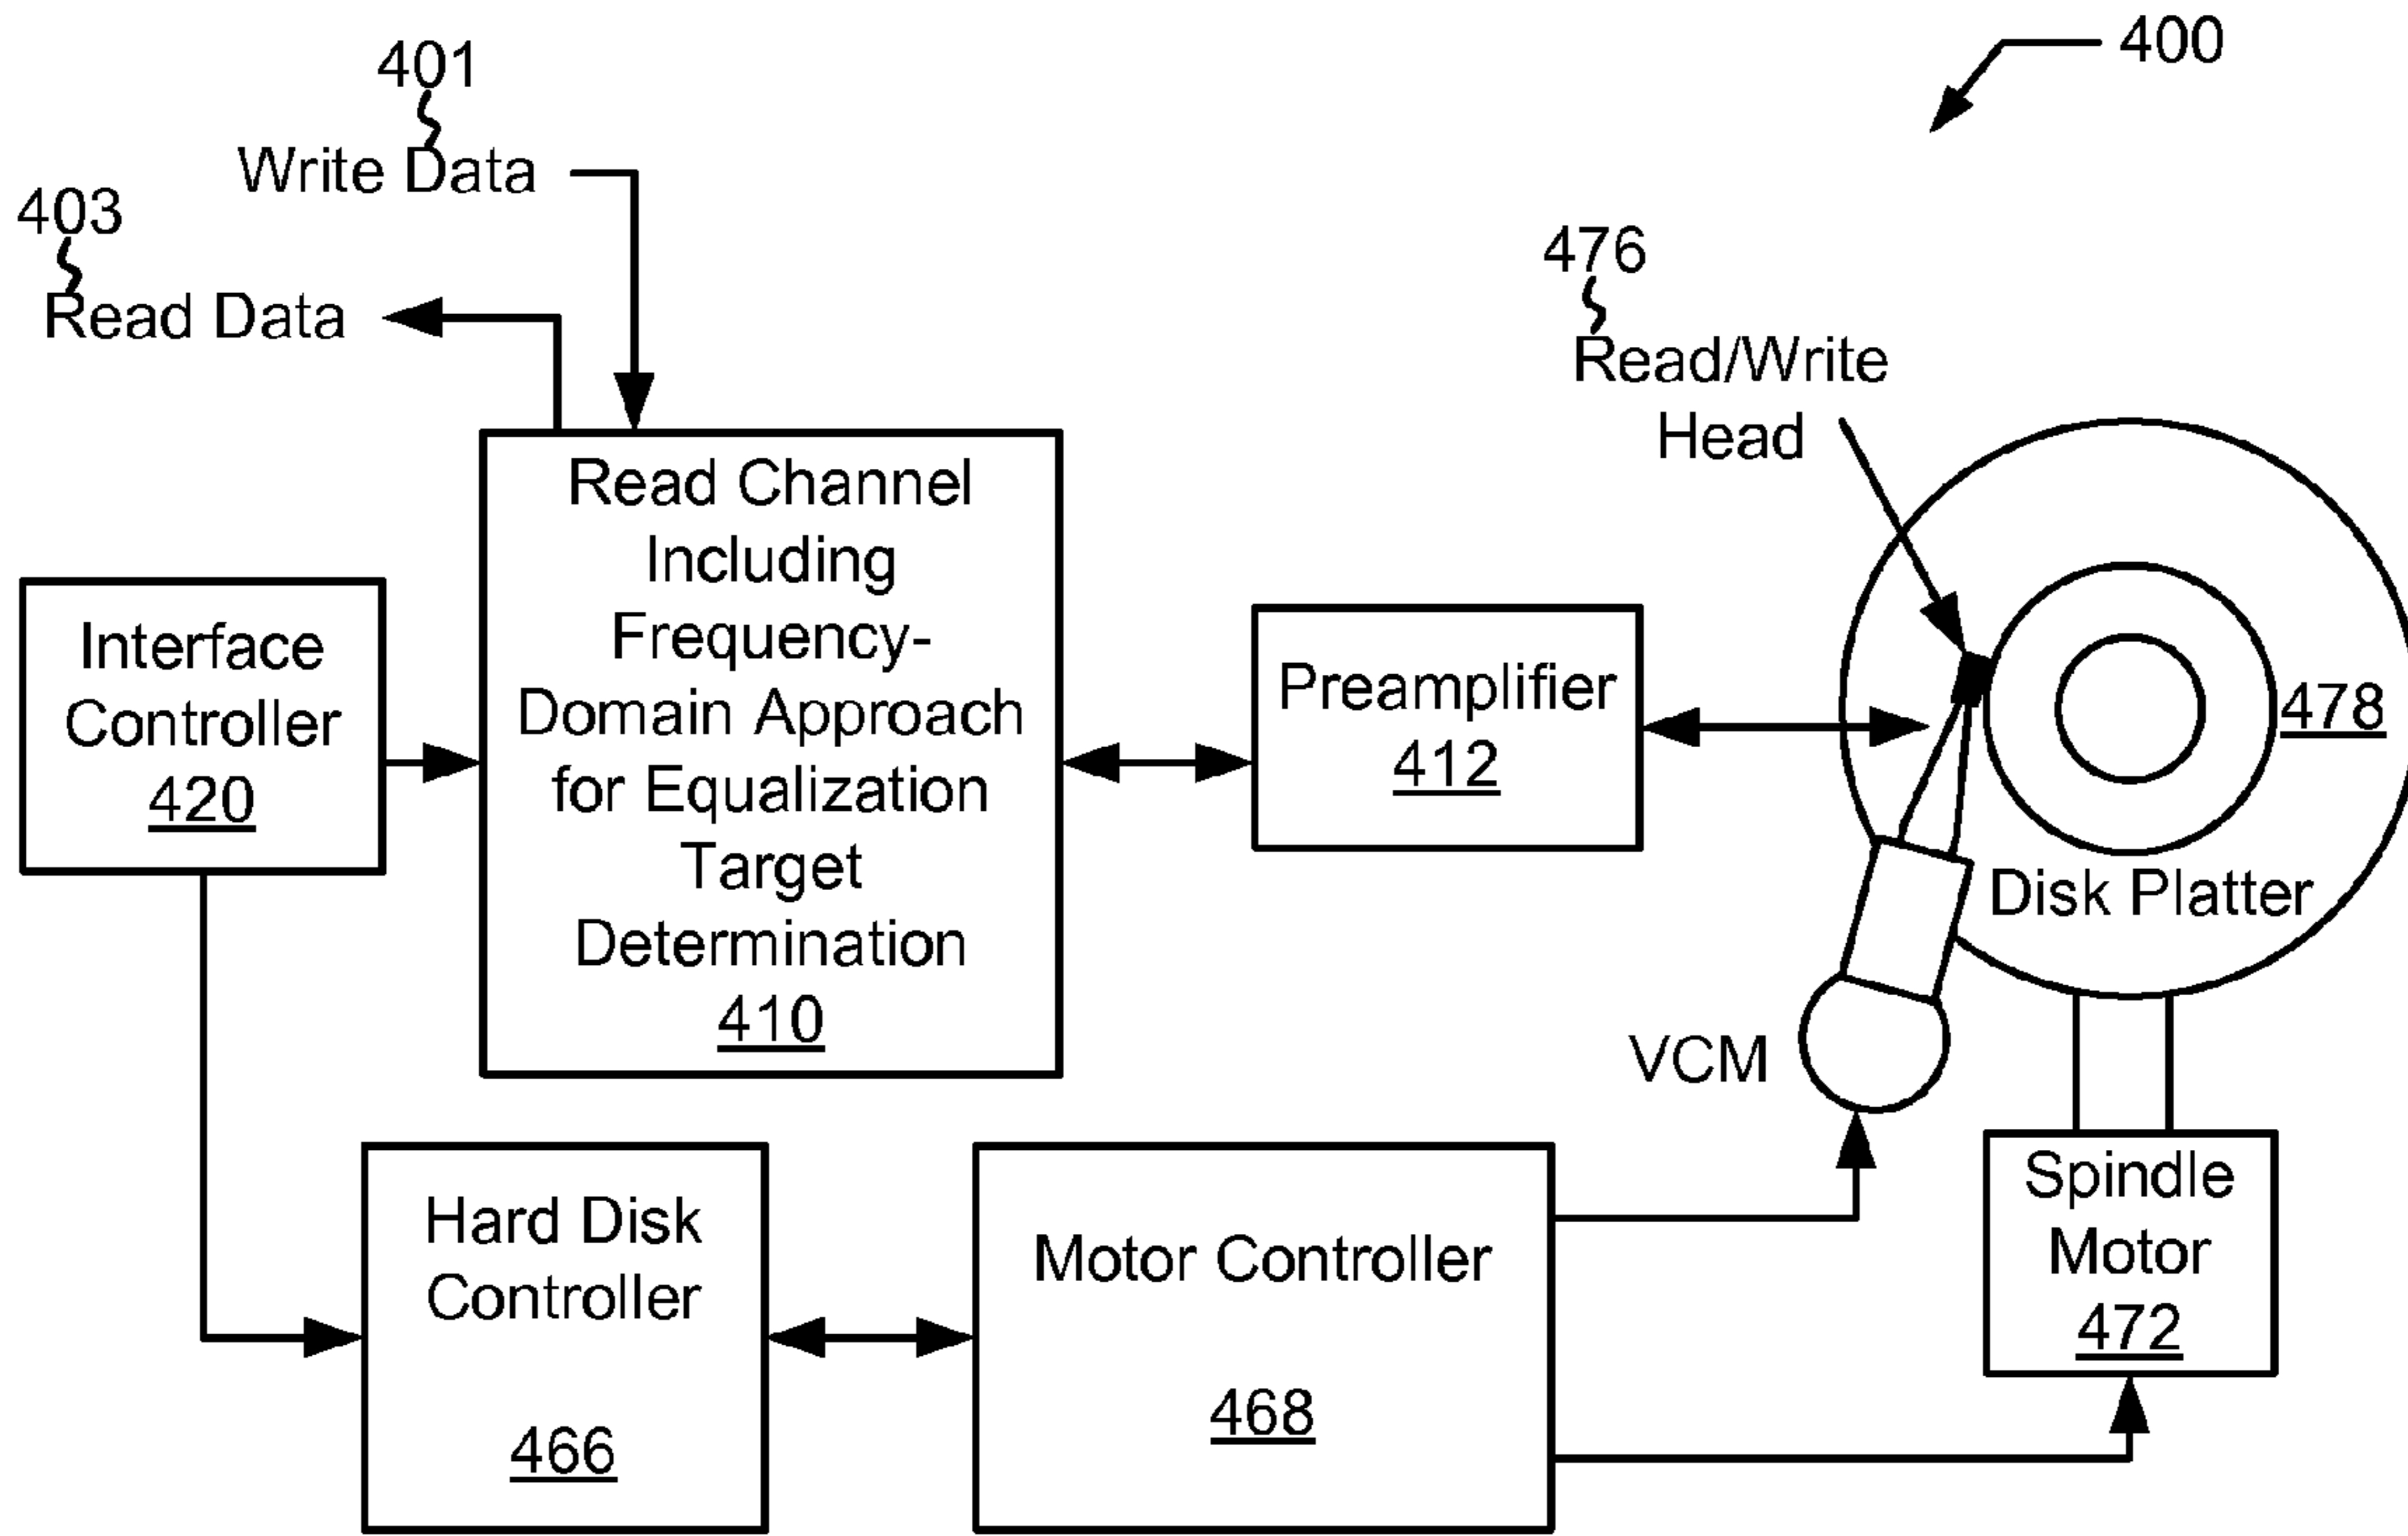 400
401
Write Data
403
Read Data
476
Read/Write
Head
Read Channel
Including
Frequency-
Domain Approach
for Equalization
Target
Determination
410
Interface
Controller
420
Preamplifier
412
478
Disk Platter
VCM
Spindle
Motor
472
Hard Disk
Controller
466
Motor Controller
468